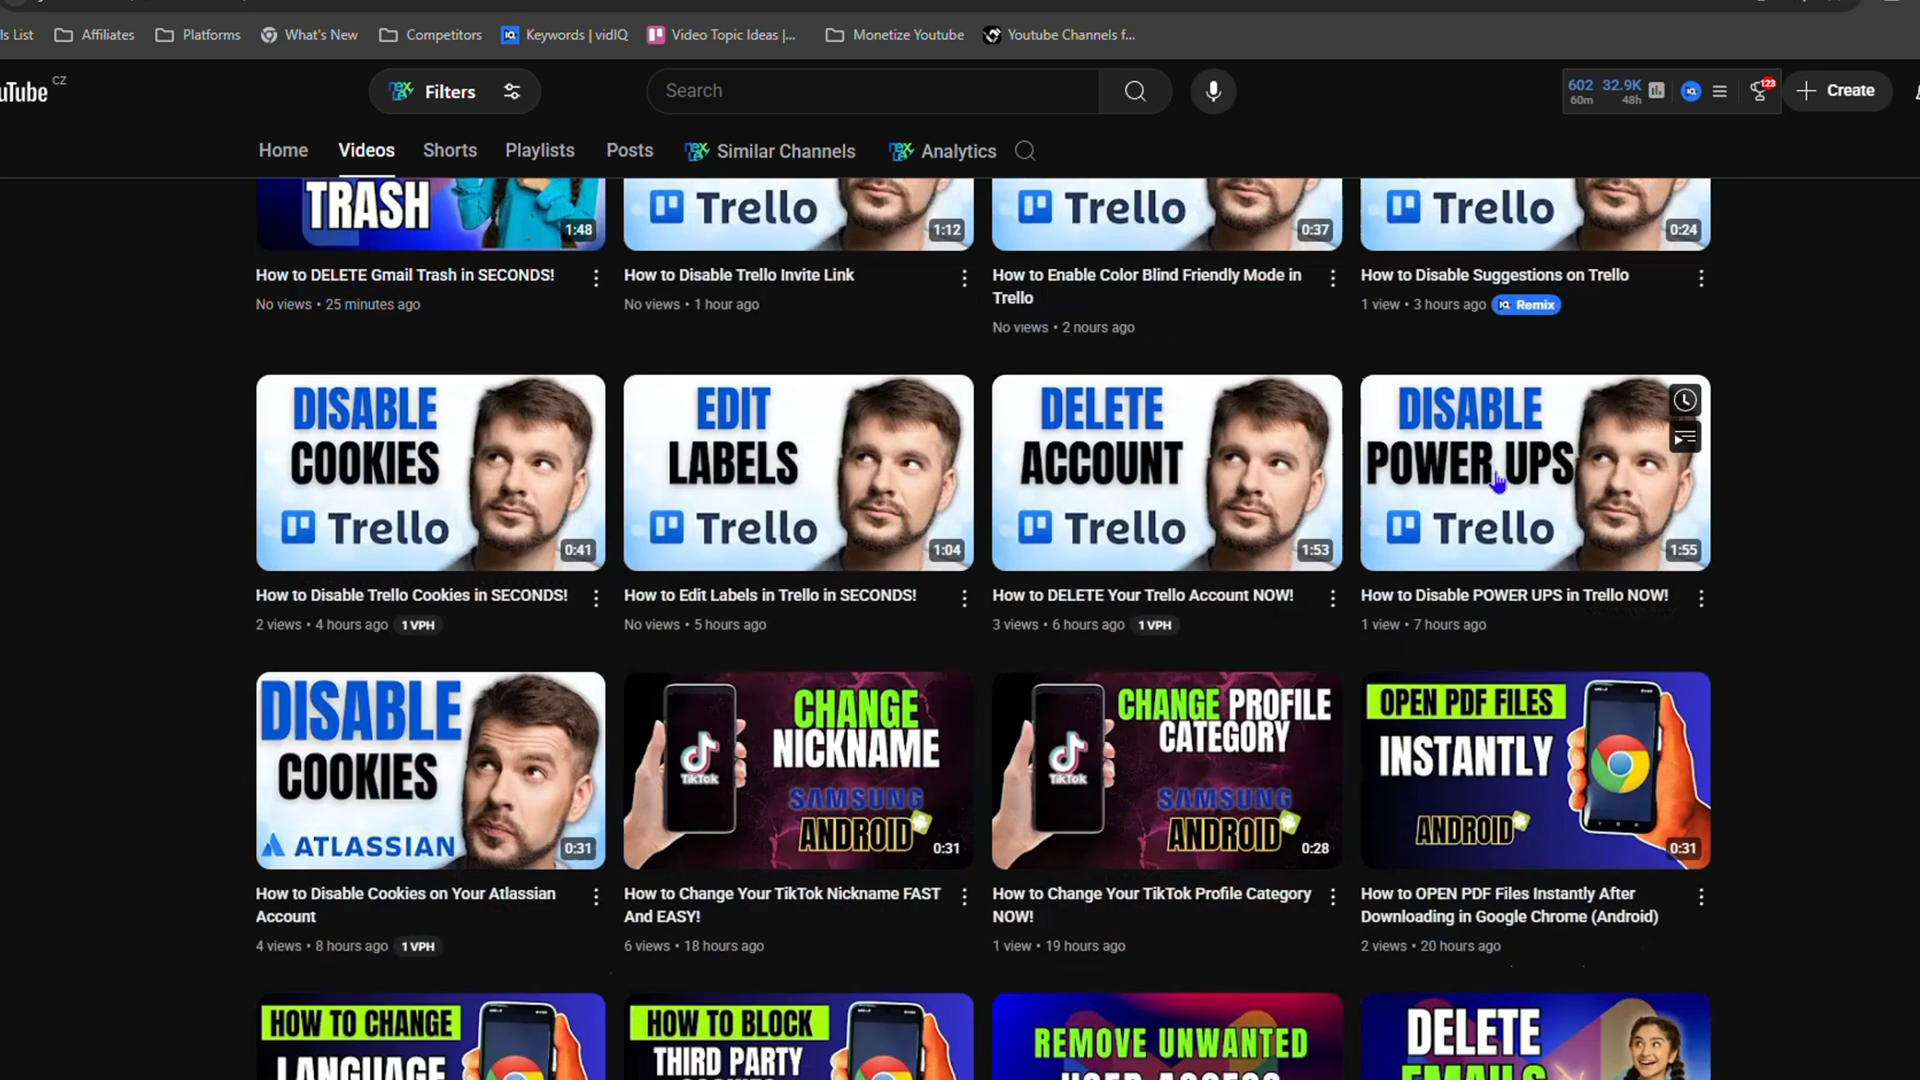 ls List
Affiliates
Platforms
What's New
Competitors
Keywords | vidIQ
Video Topic Ideas |...
Monetize Youtube
Youtube Channels f...
uTube CZ
Filters
Search
602 32.9K
60m 48h
123
Create
Home
Videos
Shorts
Playlists
Posts
Similar Channels
Analytics
TRASH
1:48
Trello
1:12
Trello
0:37
Trello
0:24
How to DELETE Gmail Trash in SECONDS!
No views • 25 minutes ago
How to Disable Trello Invite Link
No views • 1 hour ago
How to Enable Color Blind Friendly Mode in
Trello
No views • 2 hours ago
How to Disable Suggestions on Trello
1 view • 3 hours ago
Remix
DISABLE
COOKIES
Trello
0:41
EDIT
LABELS
Trello
1:04
DELETE
ACCOUNT
Trello
1:53
DISABLE
POWER UPS
Trello
1:55
How to Disable Trello Cookies in SECONDS!
2 views • 4 hours ago 1 VPH
How to Edit Labels in Trello in SECONDS!
No views • 5 hours ago
How to DELETE Your Trello Account NOW!
3 views • 6 hours ago 1 VPH
How to Disable POWER UPS in Trello NOW!
1 view • 7 hours ago
DISABLE
COOKIES
ATLASSIAN
0:31
CHANGE
NICKNAME
TikTok
SAMSUNG
ANDROID
0:31
CHANGE PROFILE
CATEGORY
TikTok
SAMSUNG
ANDROID
0:28
OPEN PDF FILES
INSTANTLY
ANDROID
0:31
How to Disable Cookies on Your Atlassian
Account
4 views • 8 hours ago 1 VPH
How to Change Your TikTok Nickname FAST
And EASY!
6 views • 18 hours ago
How to Change Your TikTok Profile Category
NOW!
1 view • 19 hours ago
How to OPEN PDF Files Instantly After
Downloading in Google Chrome (Android)
2 views • 20 hours ago
HOW TO CHANGE
LANGUAGE
HOW TO BLOCK
THIRD PARTY
REMOVE UNWANTED
USER ACCESS
DELETE
EMAILS